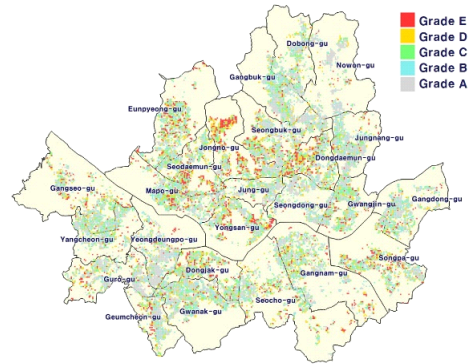 Grade E
Grade D
Grade C
Grade B
Grade A
Dobong-gu
Nowon-gu
Gangbuk-gu
Eunpyeong-gu
Seongbuk-gu
Jungnang-gu
Jongno-gu
Dongdaemun-gu
Seodaemun-gu
Mapo-gu
Jung-gu
Gangseo-gu
Seongdong-gu
Gwangjin-gu
Gangdong-gu
Yongsan-gu
Yangcheon-gu
Yeongdeungpo-gu
Songpa-gu
Dongjak-gu
Gangnam-gu
Guro-gu
Seocho-gu
Gwanak-gu
Geumcheon-gu